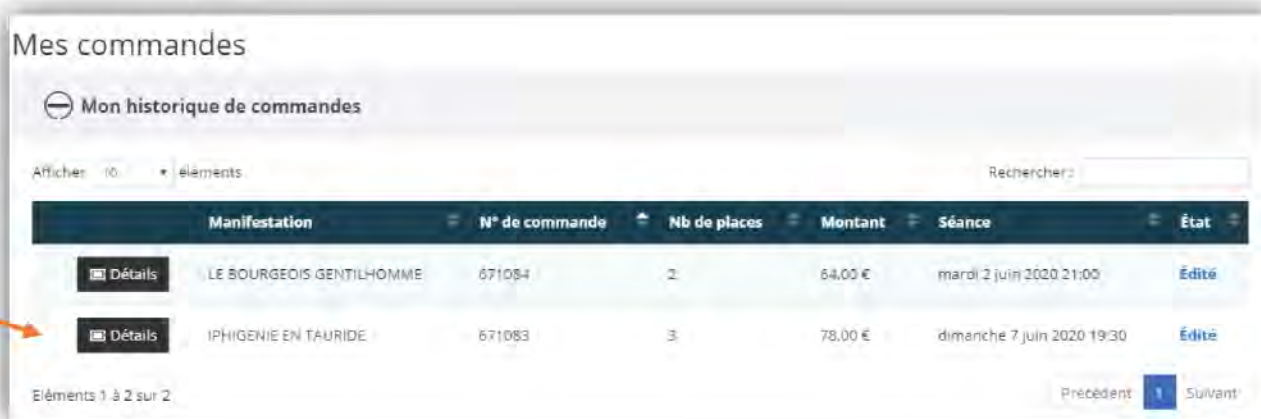 Mes commandes
Mon historique de commandes
Afficher 10 éléments Rechercher :
Manifestation N° de commande Nb de places Montant Séance État
Détails LE BOURGEOIS GENTILHOMME 671084 2 64,00 € mardi 2 juin 2020 21:00 Édité
Détails IPHIGENIE EN TAURIDE 671083 3 78,00 € dimanche 7 juin 2020 19:30 Édité
Eléments 1 à 2 sur 2 Précédent 1 Suivant